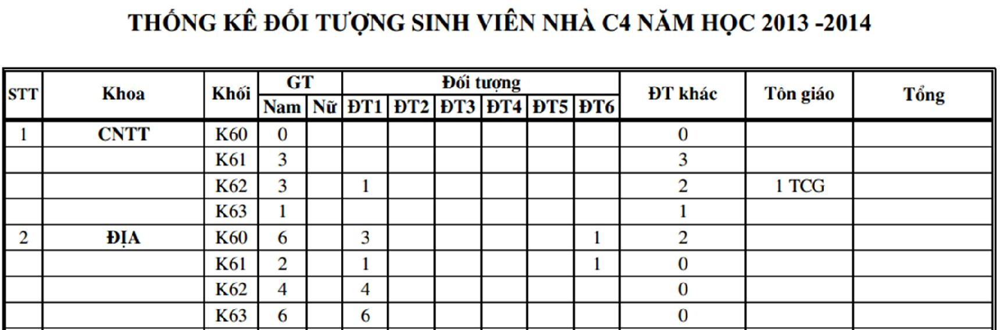 THỐNG KÊ ĐỐI TƯỢNG SINH VIÊN NHÀ C4 NĂM HỌC 2013 -2014
STT Khoa Khối GT Đối tượng ĐT khác Tôn giáo Tổng
Nam Nữ ĐT1 ĐT2 ĐT3 ĐT4 ĐT5 ĐT6
1 CNTT K60 0 0
K61 3 3
K62 3 1 2 1 TCG
K63 1 1
2 ĐỊA K60 6 3 1 2
K61 2 1 1 0
K62 4 4 0
K63 6 6 0